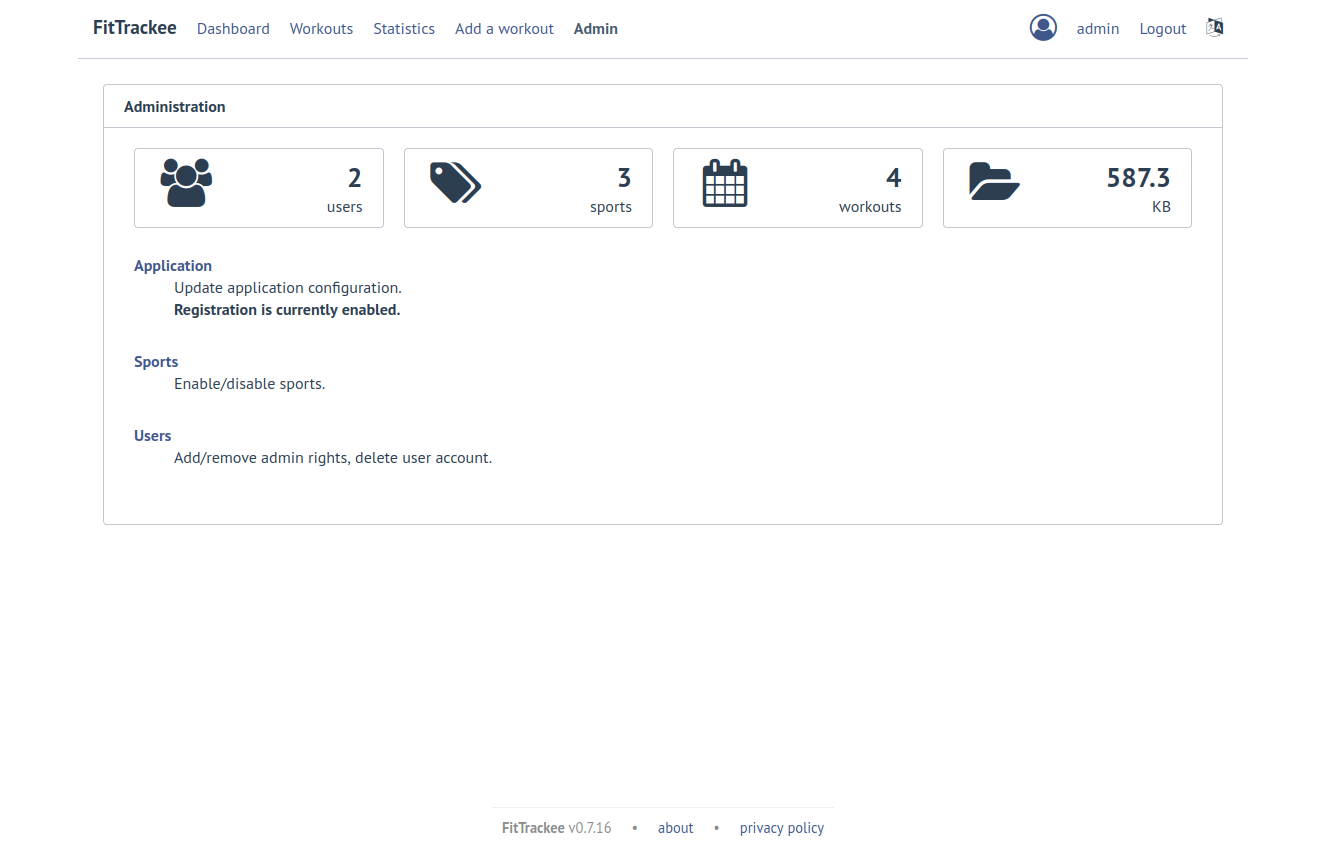 FitTrackee Dashboard Workouts Statistics Add a workout Admin admin Logout
Administration
2
users
3
sports
4
workouts
587.3
KB
Application
Update application configuration.
Registration is currently enabled.
Sports
Enable/disable sports.
Users
Add/remove admin rights, delete user account.
FitTrackee v0.7.16 • about • privacy policy